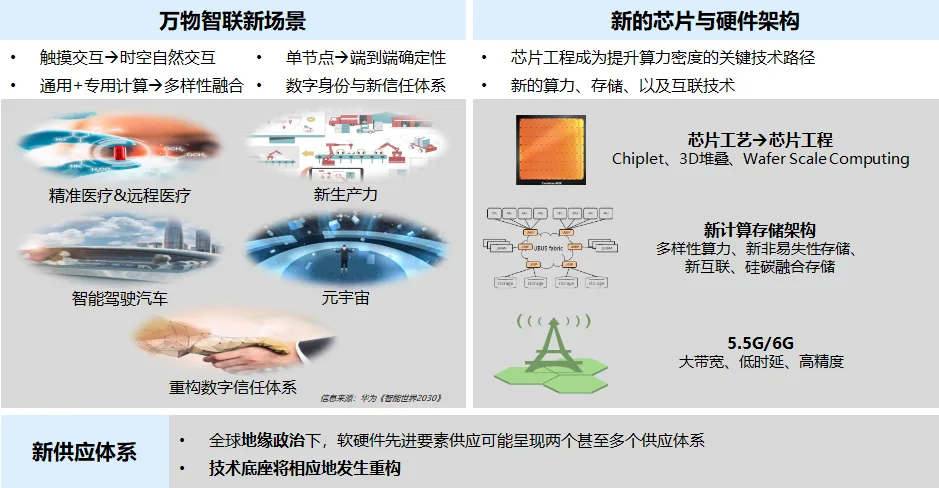 万物智联新场景
• 触摸交互→时空自然交互
• 通用+专用计算→多样性融合
• 单节点→端到端确定性
• 数字身份与新信任体系
精准医疗&远程医疗
新生产力
智能驾驶汽车
元宇宙
重构数字信任体系
信息来源：华为《智能世界2030》
新的芯片与硬件架构
• 芯片工程成为提升算力密度的关键技术路径
• 新的算力、存储、以及互联技术
芯片工艺→芯片工程
Chiplet、3D堆叠、Wafer Scale Computing
UBUS fabric
storage storage storage storage
新计算存储架构
多样性算力、新非易失性存储、
新互联、硅碳融合存储
5.5G/6G
大带宽、低时延、高精度
新供应体系
• 全球地缘政治下，软硬件先进要素供应可能呈现两个甚至多个供应体系
• 技术底座将相应地发生重构